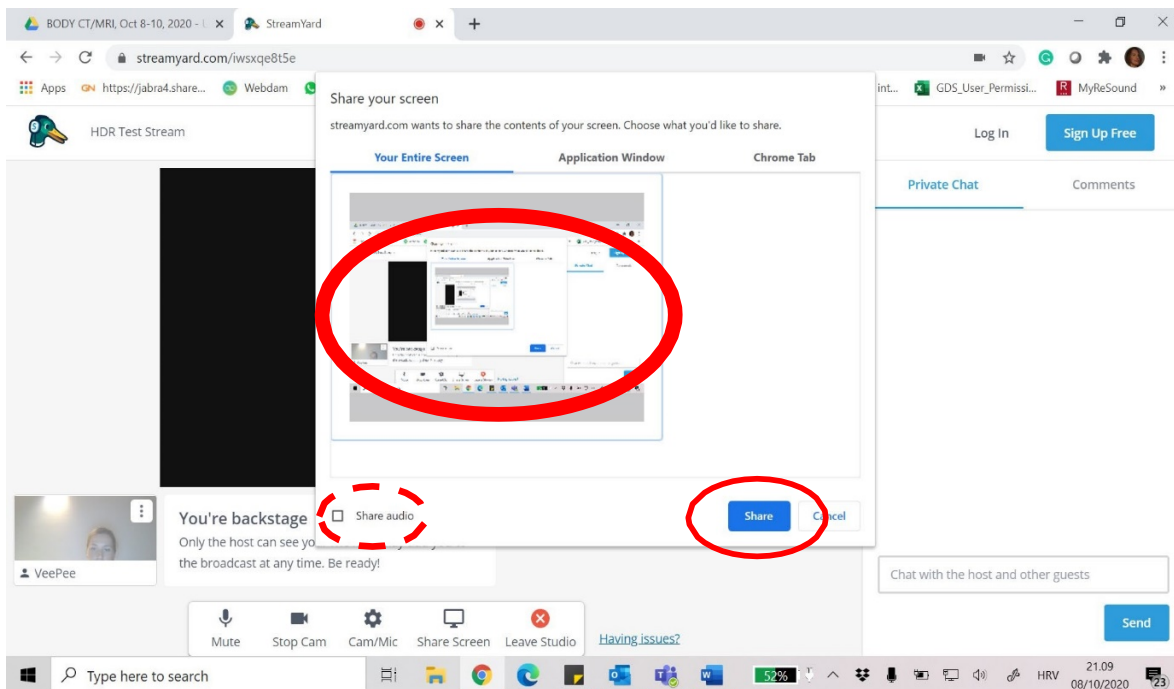 BODY CT/MRI, Oct 8-10, 2020 -
StreamYard
streamyard.com/iwsxqe8t5e
Apps
https://jabra4.share...
Webdam
int...
GDS_User_Permissi...
MyReSound
»
HDR Test Stream
Log In
Sign Up Free
Share your screen
streamyard.com wants to share the contents of your screen. Choose what you'd like to share.
Your Entire Screen
Application Window
Chrome Tab
Private Chat
Comments
Share audio
Share
Cancel
You're backstage
Only the host can see yo
the broadcast at any time. Be ready!
VeePee
Chat with the host and other guests
Send
Mute
Stop Cam
Cam/Mic
Share Screen
Leave Studio
Having issues?
Type here to search
52%
HRV
21.09
08/10/2020
23